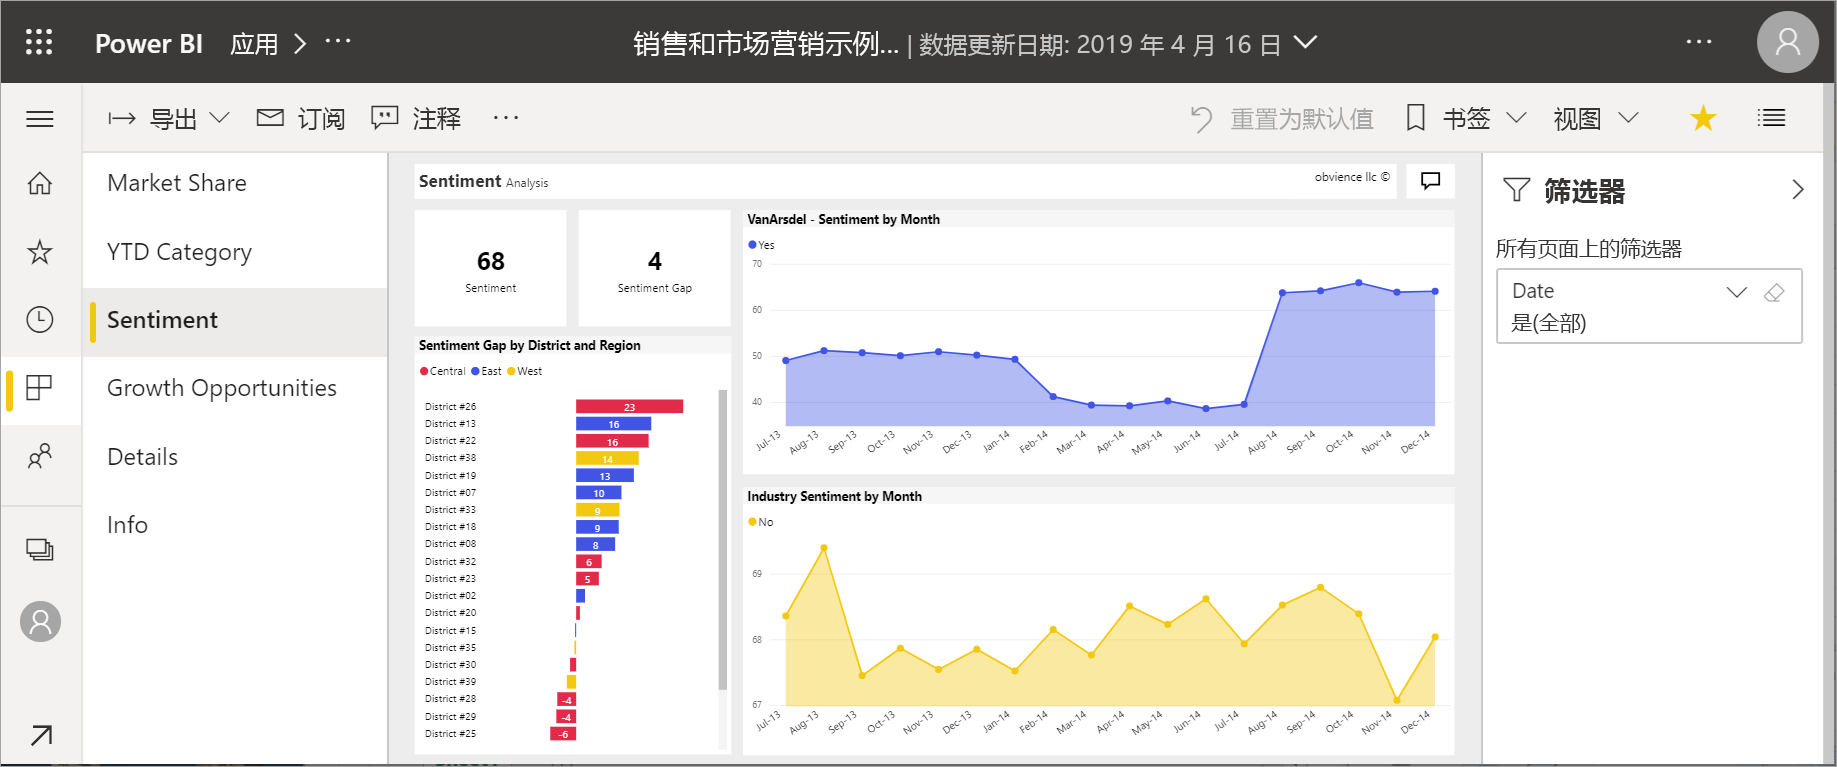 Power BI 应用 ···
销售和市场营销示例... | 数据更新日期: 2019 年 4 月 16 日
···
导出 订阅 注释 ···
重置为默认值 书签 视图
Market Share
YTD Category
Sentiment
Growth Opportunities
Details
Info
Sentiment Analysis
obvience llc ©
68
Sentiment
4
Sentiment Gap
Sentiment Gap by District and Region
Central East West
District #26 23
District #13 16
District #22 16
District #38 14
District #19 13
District #07 10
District #33 9
District #18 9
District #08 8
District #32 6
District #23 5
District #02
District #20
District #15
District #35
District #30
District #39
District #28 -4
District #29 -4
District #25 -6
VanArsdel - Sentiment by Month
Yes
70
60
50
40
Jul-13 Aug-13 Sep-13 Oct-13 Nov-13 Dec-13 Jan-14 Feb-14 Mar-14 Apr-14 May-14 Jun-14 Jul-14 Aug-14 Sep-14 Oct-14 Nov-14 Dec-14
Industry Sentiment by Month
No
69
68
67
Jul-13 Aug-13 Sep-13 Oct-13 Nov-13 Dec-13 Jan-14 Feb-14 Mar-14 Apr-14 May-14 Jun-14 Jul-14 Aug-14 Sep-14 Oct-14 Nov-14 Dec-14
筛选器
所有页面上的筛选器
Date
是(全部)